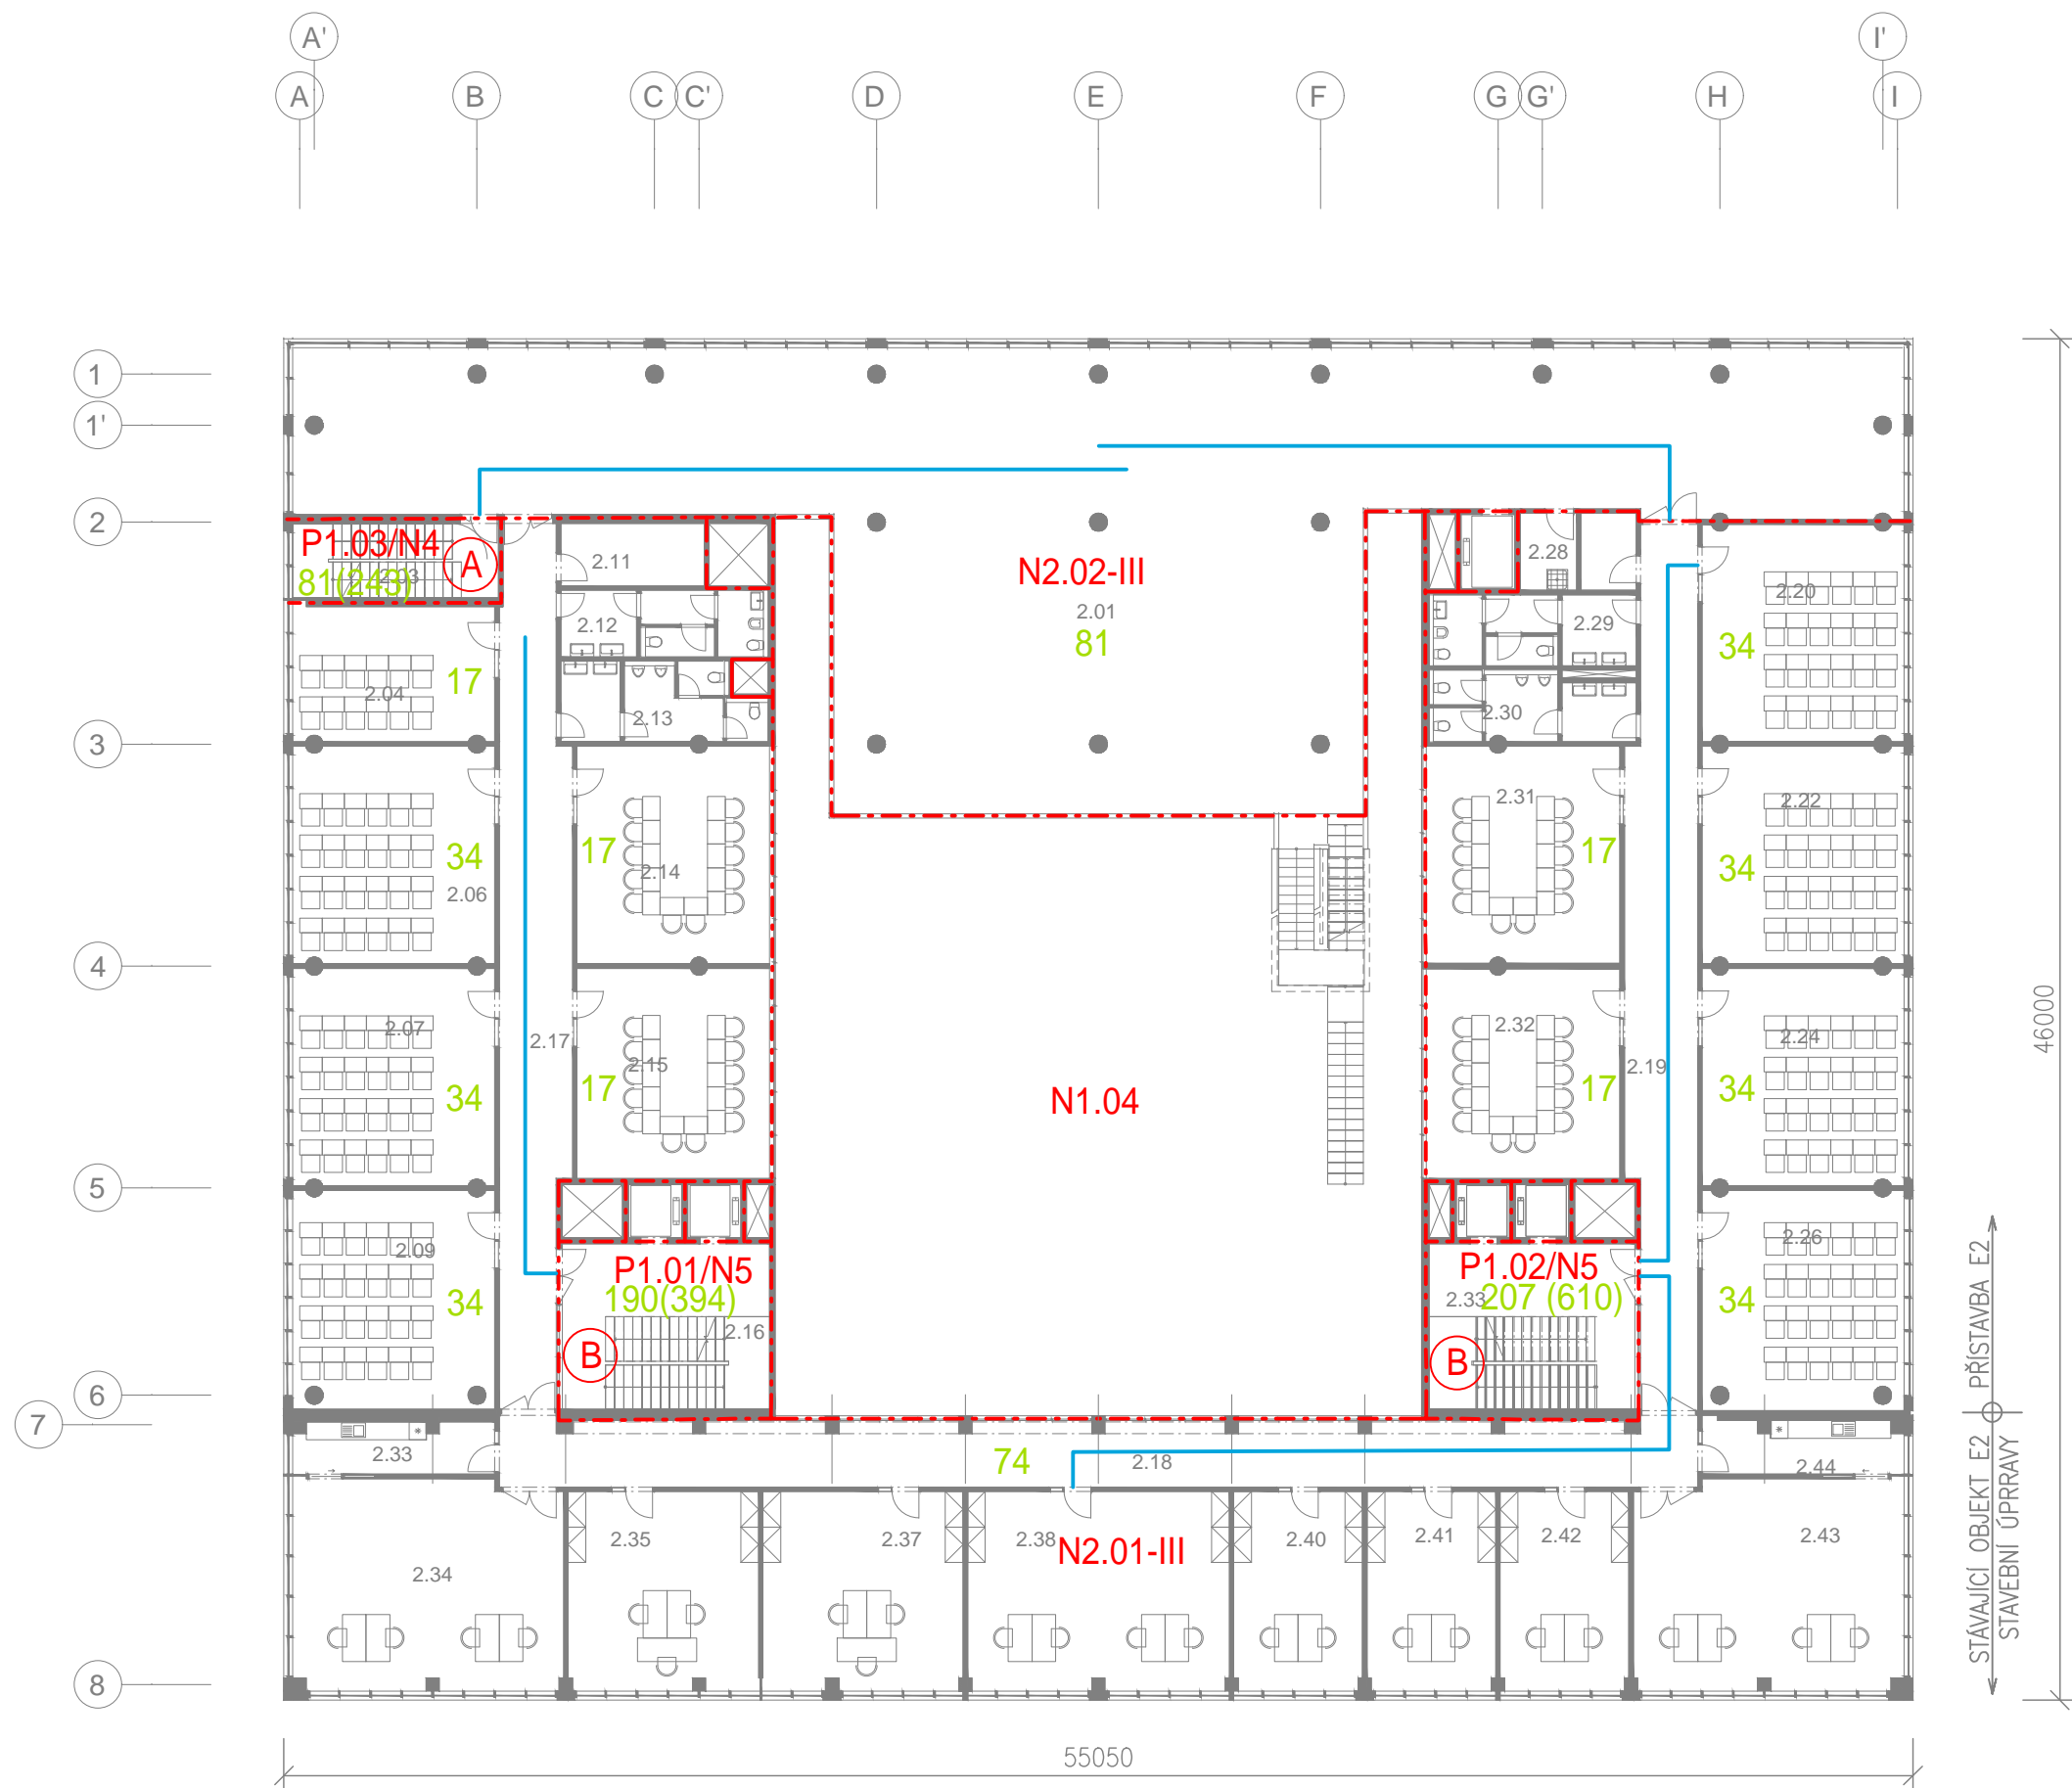 A'
I'
A
B
C
C'
D
E
F
G
G'
H
I
1
1'
2
3
4
5
6
7
8
P1.03/N4
A
81(243)
2.03
2.11
2.12
2.13
N2.02-III
2.01
81
2.28
2.29
2.30
2.20
34
17
2.04
34
2.06
17
2.14
2.31
17
2.22
34
2.07
34
2.17
2.15
17
N1.04
2.32
17
2.19
2.24
34
2.09
34
P1.01/N5
190(394)
2.16
B
P1.02/N5
207 (610)
2.33
B
2.26
34
2.33
74
2.18
2.44
2.34
2.35
2.37
2.38
N2.01-III
2.40
2.41
2.42
2.43
46000
55050
STÁVAJÍCÍ OBJEKT E2
PŘÍSTAVBA E2
STAVEBNÍ ÚPRAVY